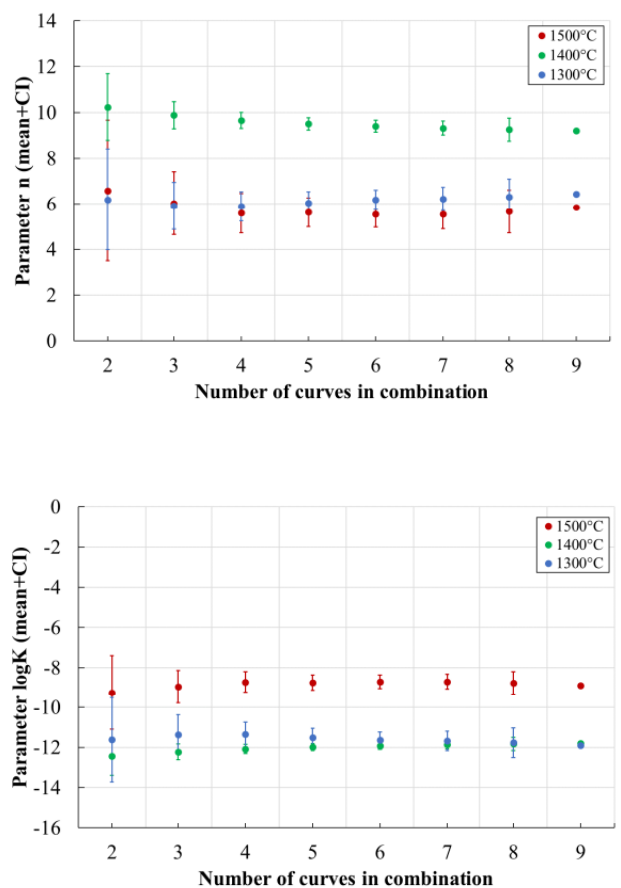 14
12
10
8
6
4
2
0
Parameter n (mean+CI)
1500°C
1400°C
1300°C
2 3 4 5 6 7 8 9
Number of curves in combination
0
-2
-4
-6
-8
-10
-12
-14
-16
Parameter logK (mean+CI)
1500°C
1400°C
1300°C
2 3 4 5 6 7 8 9
Number of curves in combination